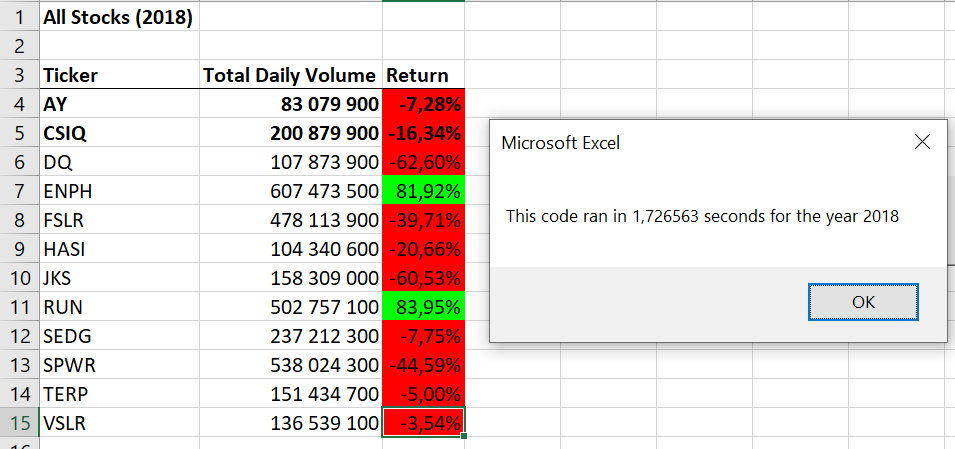 1 All Stocks (2018)
2
3 Ticker Total Daily Volume Return
4 AY 83 079 900 -7,28%
5 CSIQ 200 879 900 -16,34%
6 DQ 107 873 900 -62,60%
7 ENPH 607 473 500 81,92%
8 FSLR 478 113 900 -39,71%
9 HASI 104 340 600 -20,66%
10 JKS 158 309 000 -60,53%
11 RUN 502 757 100 83,95%
12 SEDG 237 212 300 -7,75%
13 SPWR 538 024 300 -44,59%
14 TERP 151 434 700 -5,00%
15 VSLR 136 539 100 -3,54%
Microsoft Excel
This code ran in 1,726563 seconds for the year 2018
OK